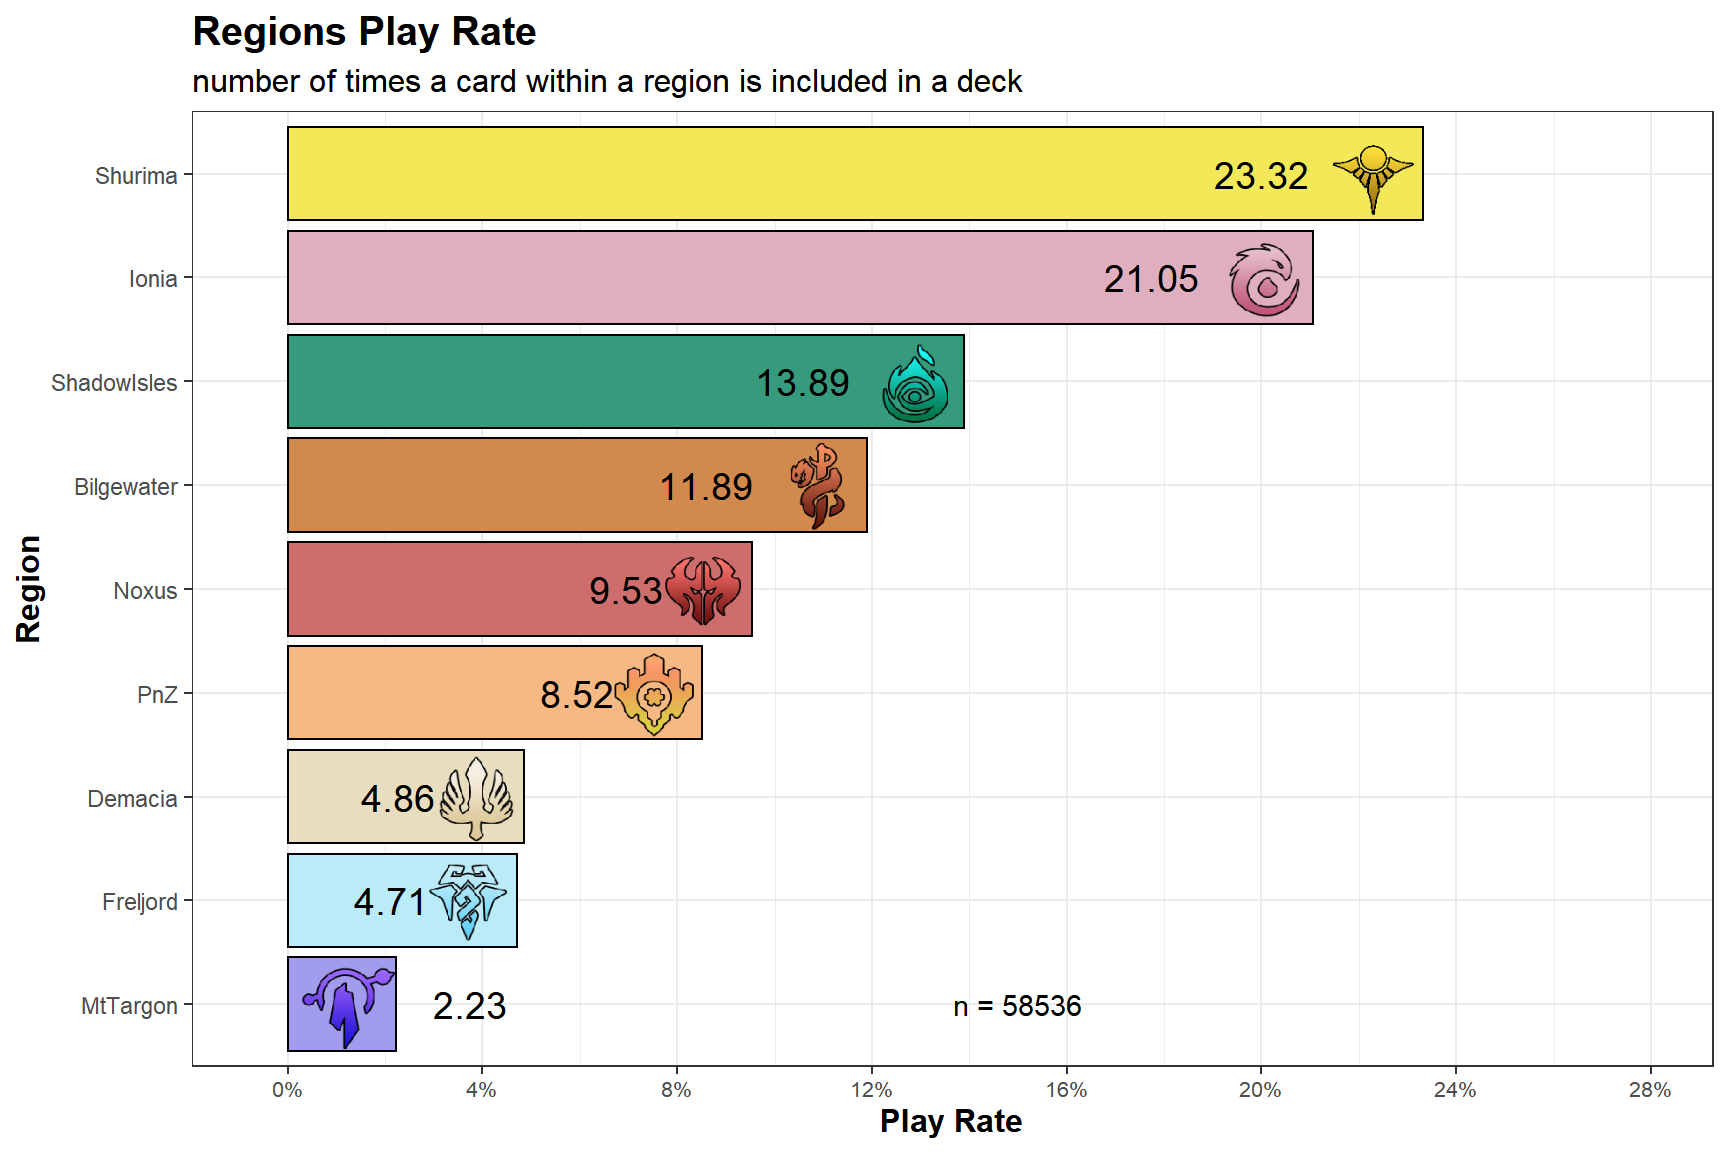 Regions Play Rate
number of times a card within a region is included in a deck
Region
Shurima 23.32
Ionia 21.05
ShadowIsles 13.89
Bilgewater 11.89
Noxus 9.53
PnZ 8.52
Demacia 4.86
Freljord 4.71
MtTargon 2.23 n = 58536
0% 4% 8% 12% 16% 20% 24% 28%
Play Rate